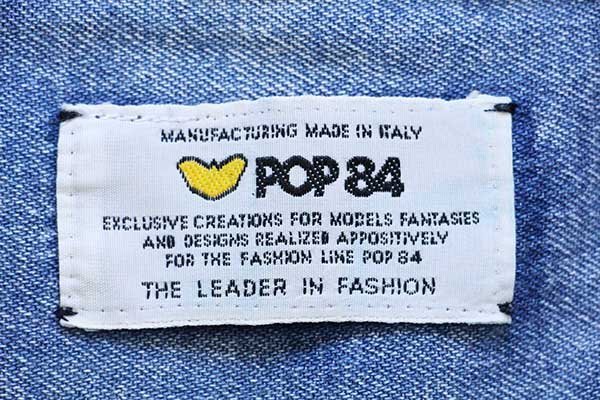 MANUFACTURING MADE IN ITALY
POP 84
EXCLUSIVE CREATIONS FOR MODELS FANTASIES
AND DESIGNS REALIZED APPOSITIVELY
FOR THE FASHION LINE POP 84
THE LEADER IN FASHION